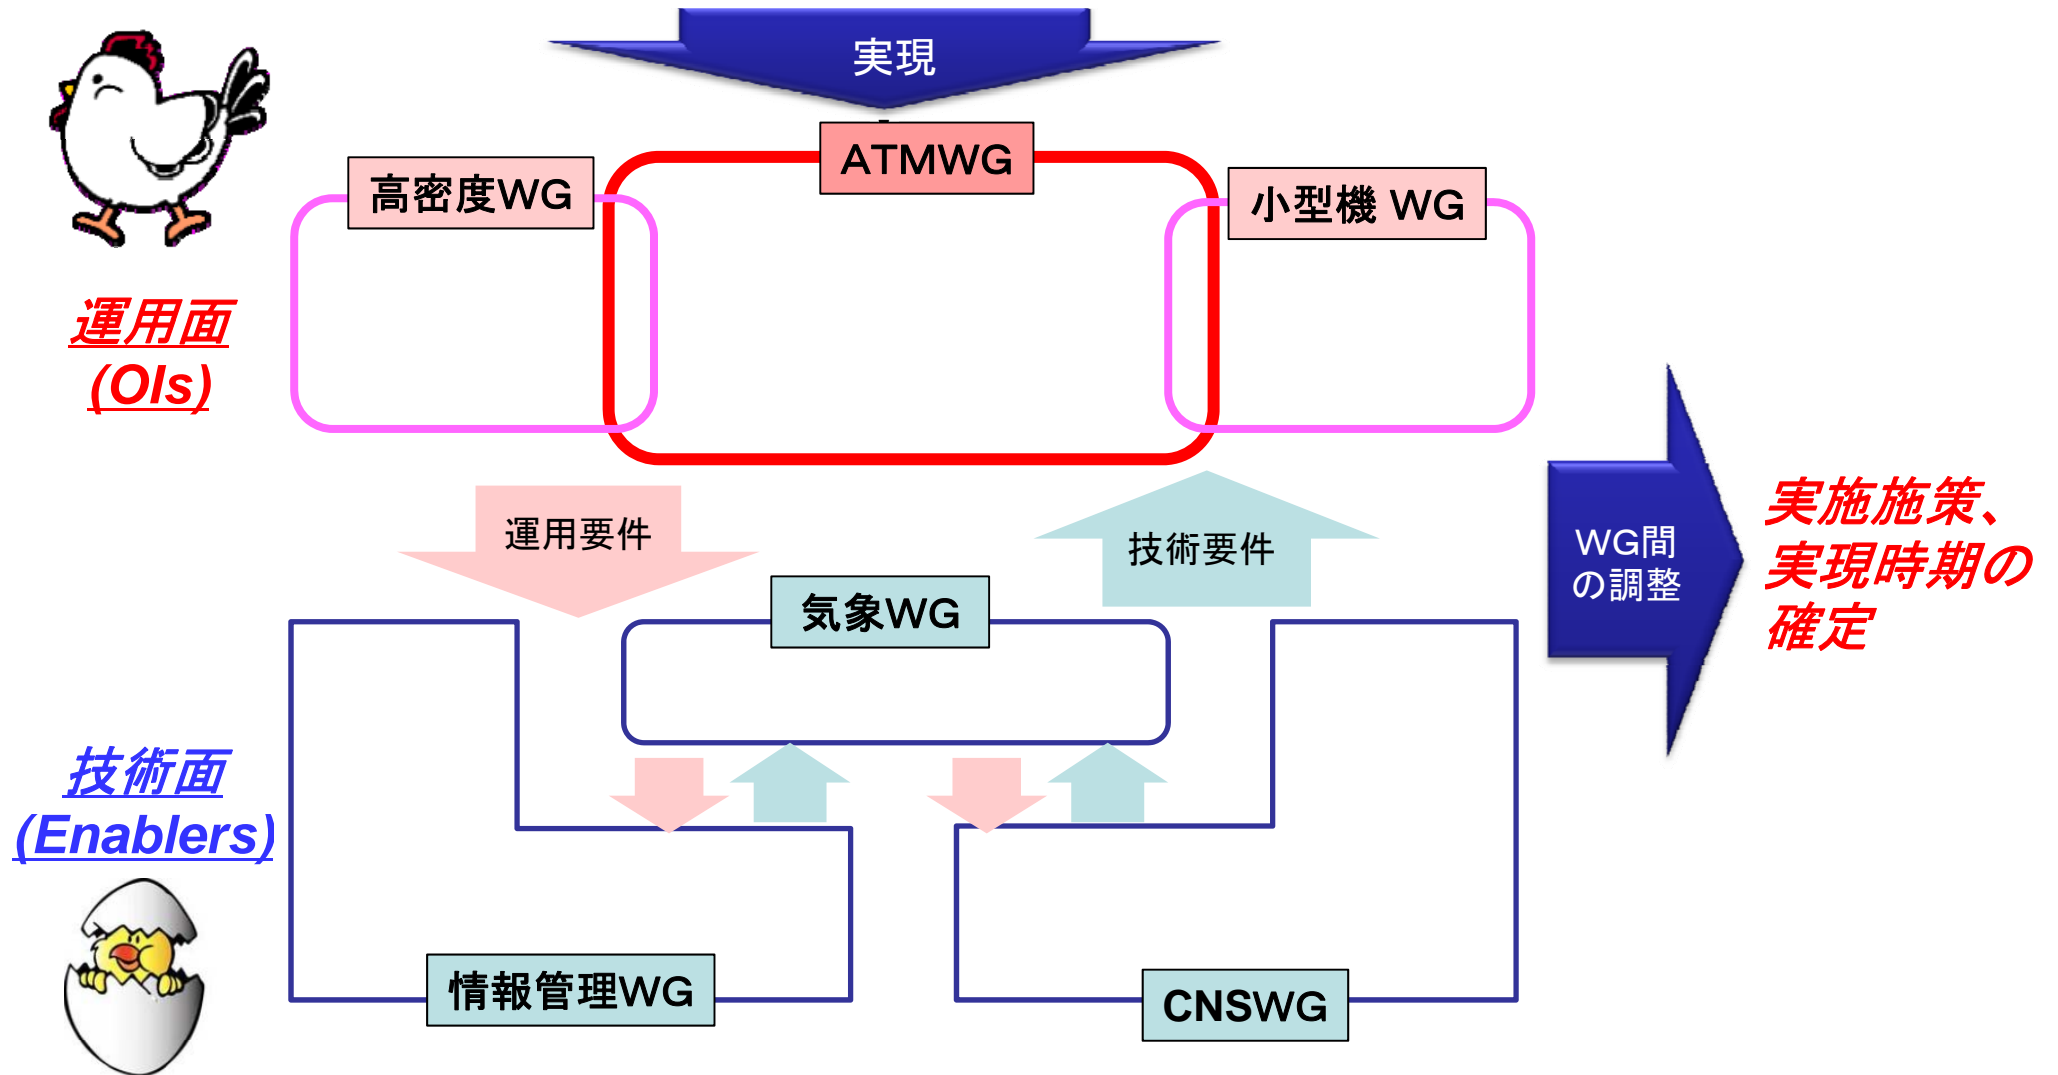 実現
ATMWG
高密度WG
小型機 WG
運用面
(OIs)
運用要件
技術要件
WG間
の調整
実施施策、
実現時期の
確定
気象WG
技術面
(Enablers)
情報管理WG
CNSWG